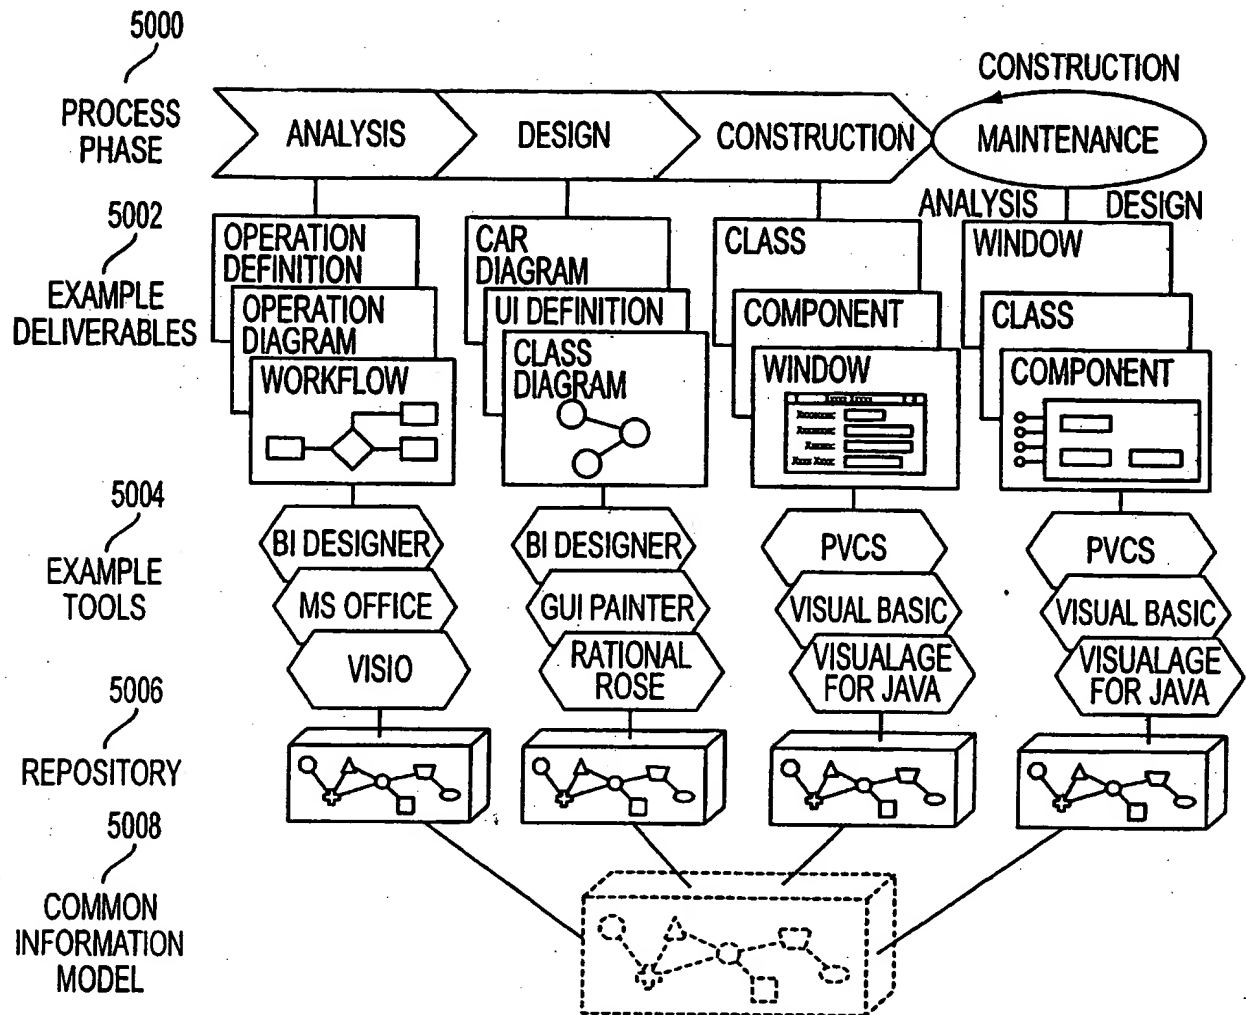 5000
PROCESS
PHASE
ANALYSIS
DESIGN
CONSTRUCTION
CONSTRUCTION
MAINTENANCE
ANALYSIS
DESIGN
5002
EXAMPLE
DELIVERABLES
OPERATION
DEFINITION
OPERATION
DIAGRAM
WORKFLOW
CAR
DIAGRAM
UI DEFINITION
CLASS
DIAGRAM
CLASS
COMPONENT
WINDOW
WINDOW
CLASS
COMPONENT
5004
EXAMPLE
TOOLS
BI DESIGNER
MS OFFICE
VISIO
BI DESIGNER
GUI PAINTER
RATIONAL
ROSE
PVCS
VISUAL BASIC
VISUALAGE
FOR JAVA
PVCS
VISUAL BASIC
VISUALAGE
FOR JAVA
5006
REPOSITORY
5008
COMMON
INFORMATION
MODEL